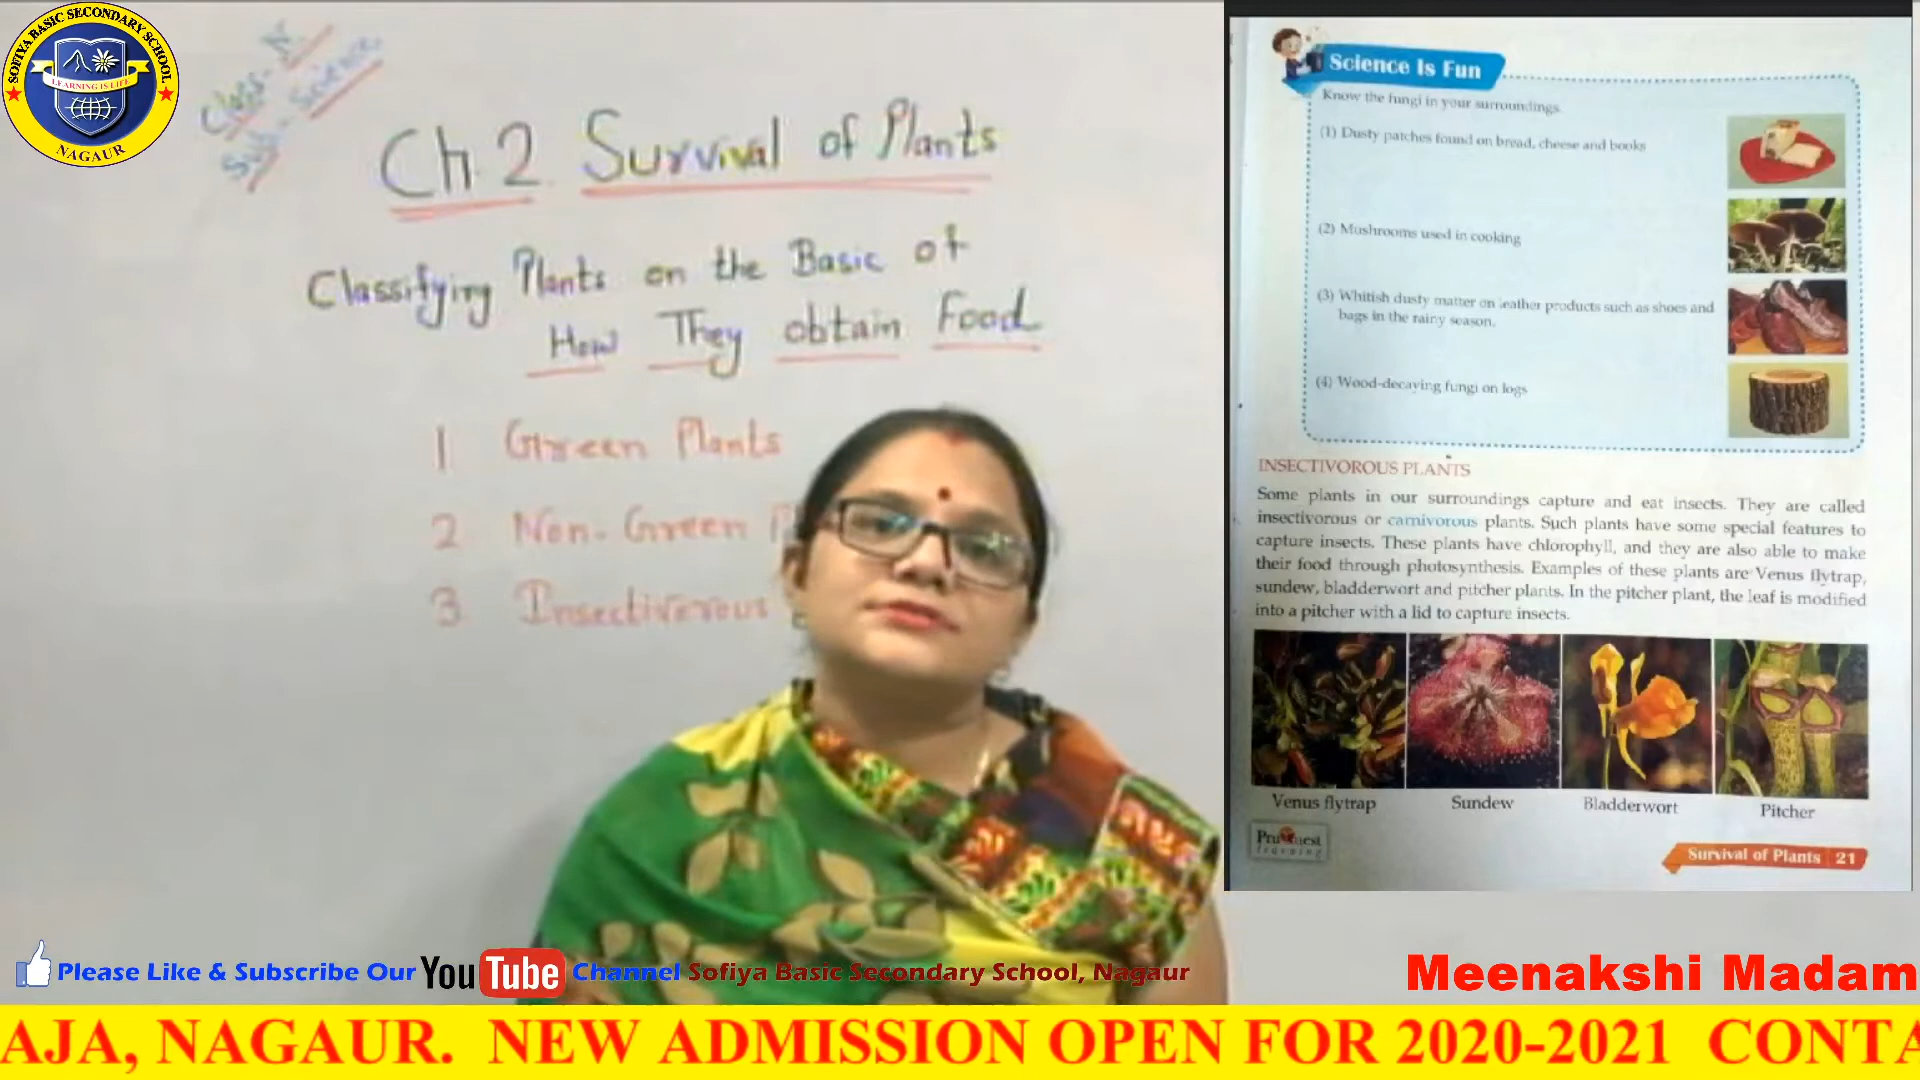 SOFIYA BASIC SECONDARY SCHOOL
LEARNING IS LIFE
NAGAUR
Sub - Science
Ch. 2 Survival of Plants
Classifying Plants on the Basic of
How They obtain Food
1 Green Plants
2 Non-Green
3 Insectivorous
Science Is Fun
Know the fungi in your surroundings.
(1) Dusty patches found on bread, cheese and books
(2) Mushrooms used in cooking
(3) Whitish dusty matter on leather products such as shoes and
bags in the rainy season.
(4) Wood-decaying fungi on logs
INSECTIVOROUS PLANTS
Some plants in our surroundings capture and eat insects. They are called
insectivorous or carnivorous plants. Such plants have some special features to
capture insects. These plants have chlorophyll, and they are also able to make
their food through photosynthesis. Examples of these plants are Venus flytrap,
sundew, bladderwort and pitcher plants. In the pitcher plant, the leaf is modified
into a pitcher with a lid to capture insects.
Venus flytrap Sundew Bladderwort Pitcher
learning
Survival of Plants 21
Please Like & Subscribe Our YouTube Channel Sofiya Basic Secondary School, Nagaur
Meenakshi Madam
AJA, NAGAUR. NEW ADMISSION OPEN FOR 2020-2021 CONTA